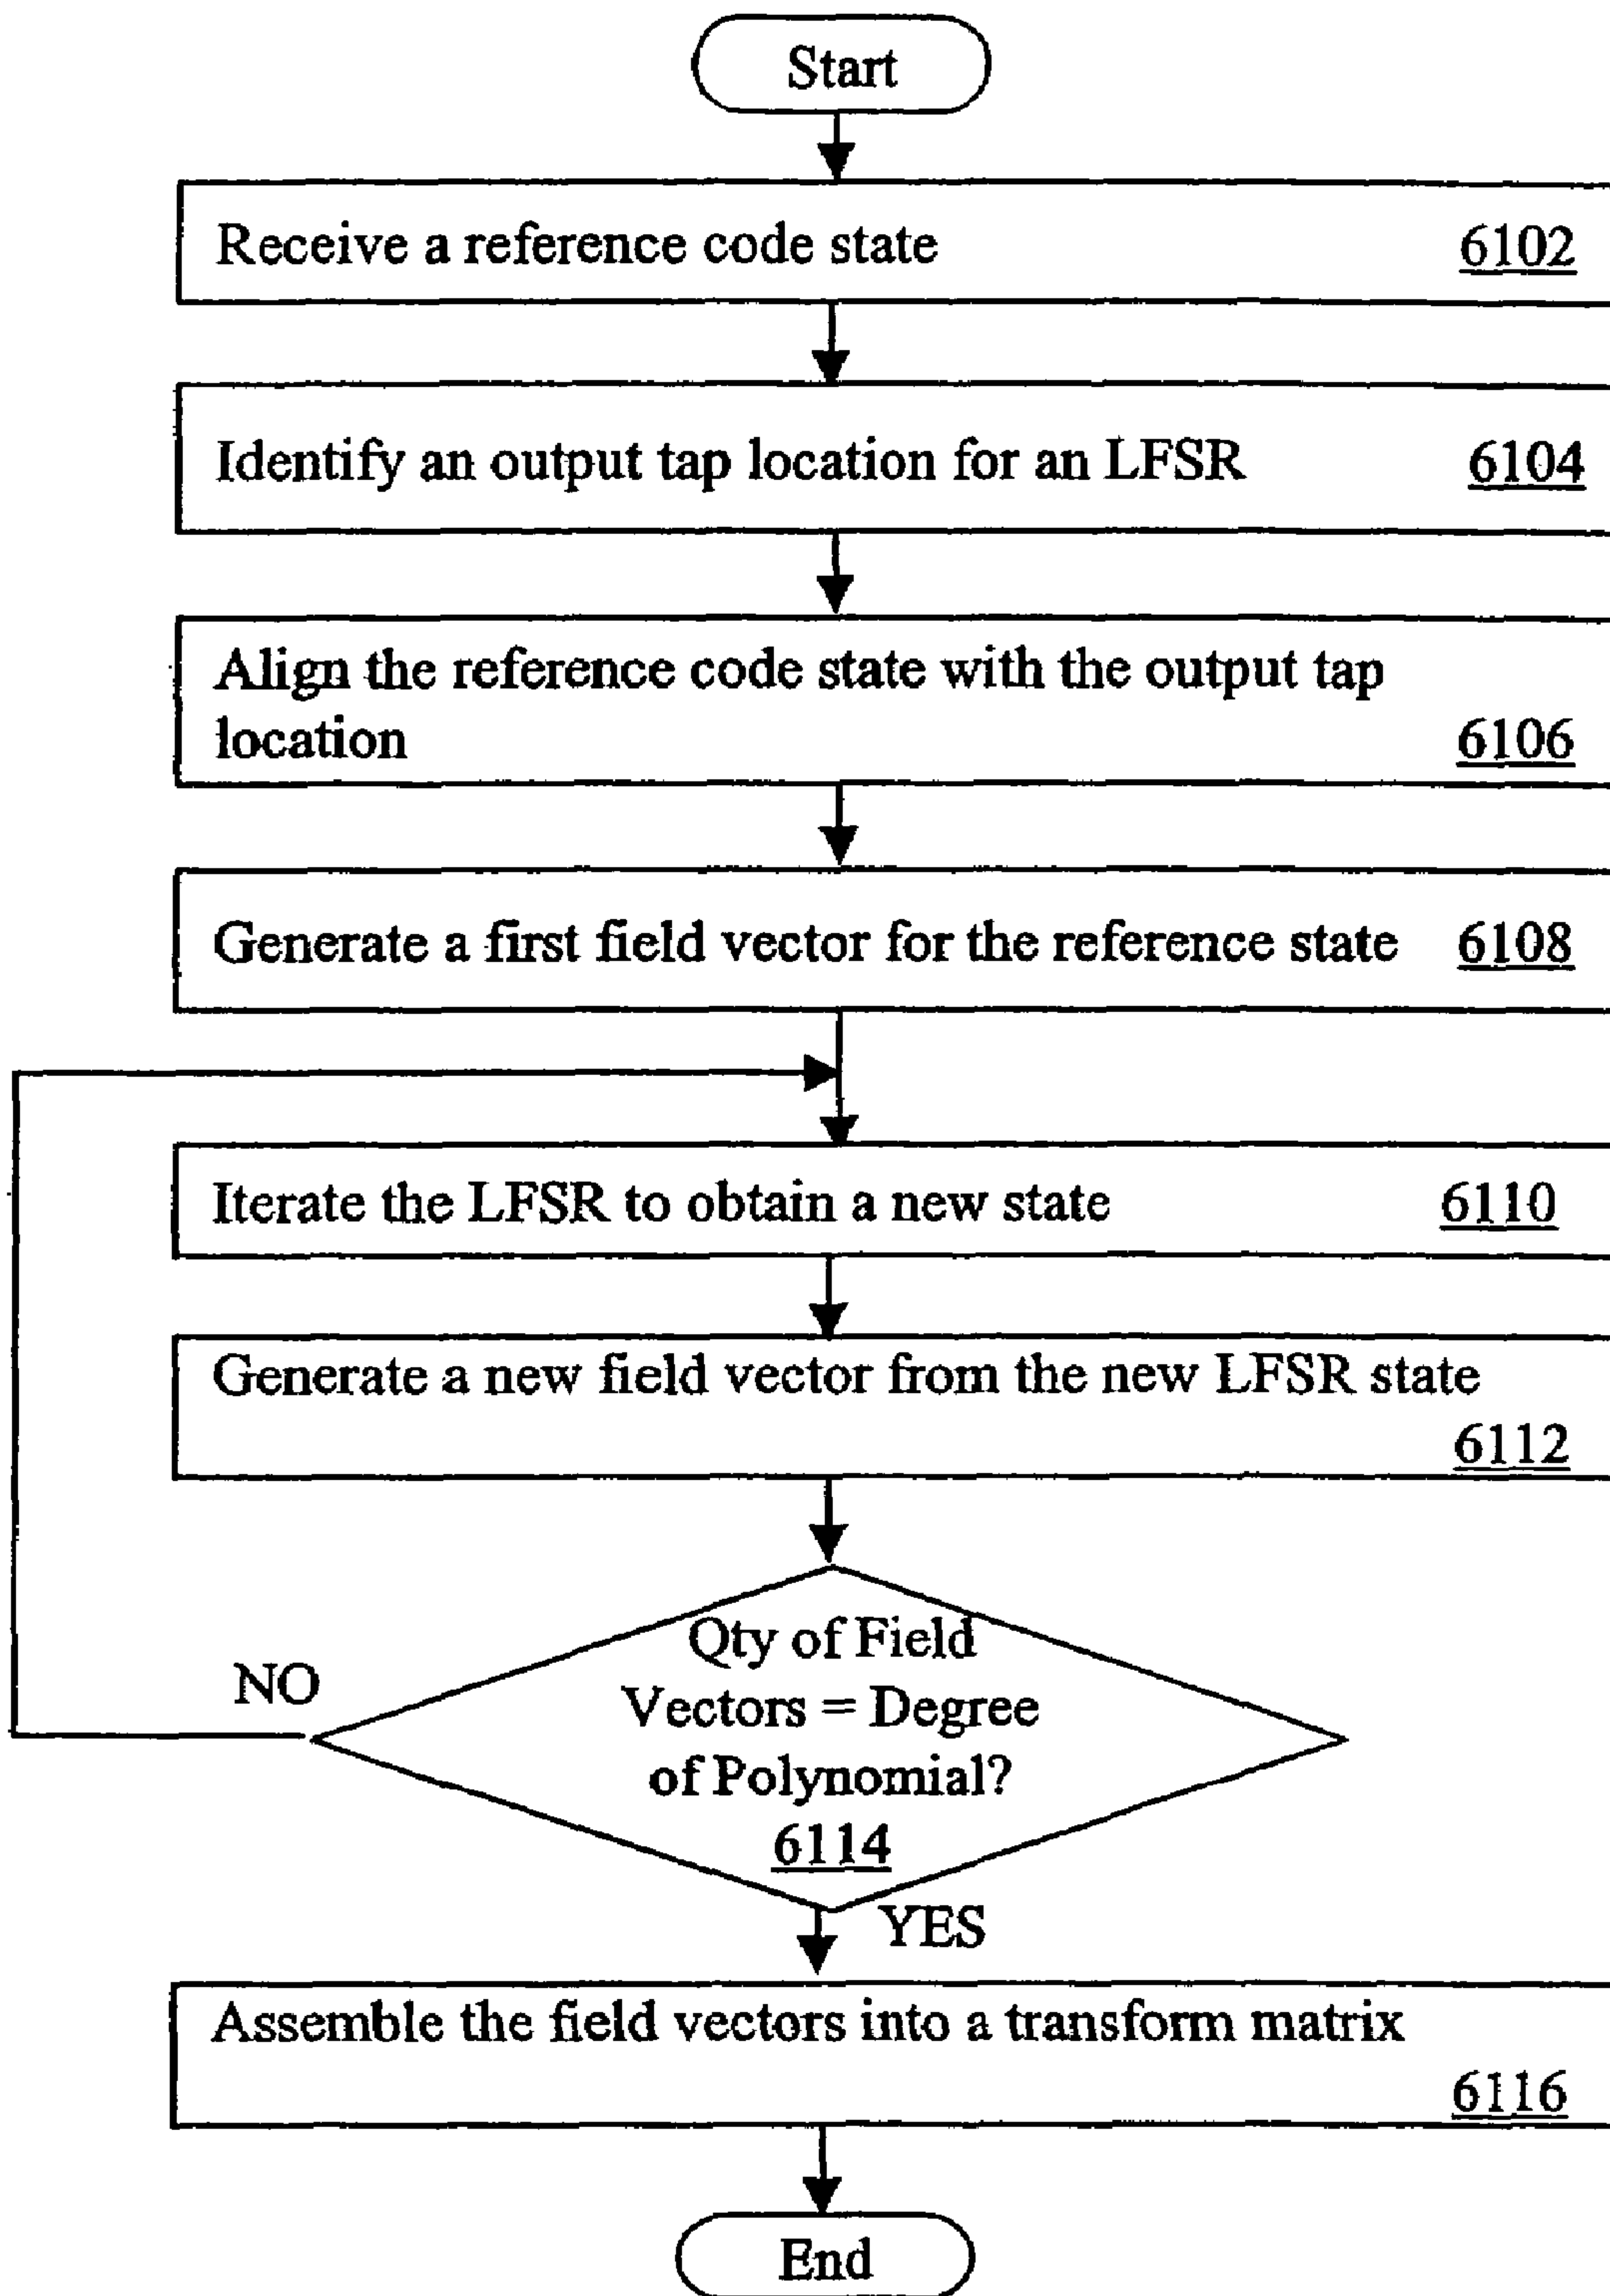 Start
Receive a reference code state 6102
Identify an output tap location for an LFSR 6104
Align the reference code state with the output tap
location 6106
Generate a first field vector for the reference state 6108
Iterate the LFSR to obtain a new state 6110
Generate a new field vector from the new LFSR state
6112
Qty of Field
Vectors = Degree
of Polynomial?
6114
NO
YES
Assemble the field vectors into a transform matrix
6116
End